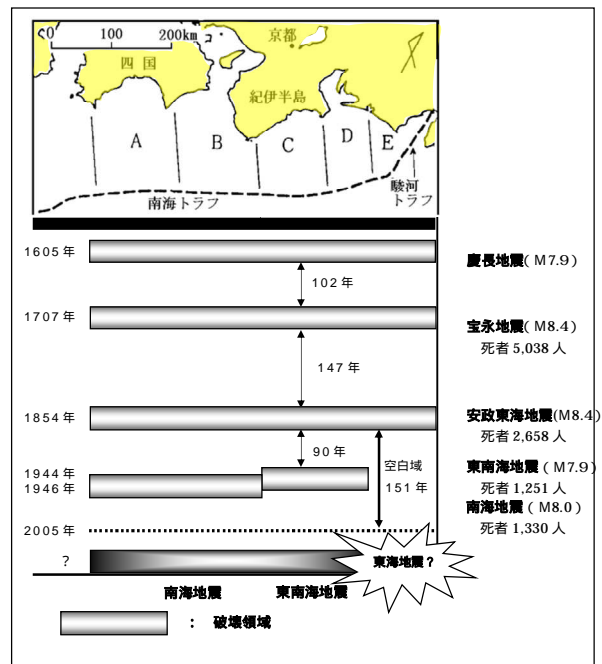 0 100 200km
コ
京都
四国
紀伊半島
A
B
C
D
E
駿河
トラフ
南海トラフ
1605年
慶長地震(M7.9)
102年
1707年
宝永地震(M8.4)
死者5,038人
147年
1854年
安政東海地震(M8.4)
死者2,658人
90年
空白域
151年
1944年
1946年
東南海地震(M7.9)
死者1,251人
南海地震(M8.0)
死者1,330人
2005年
?
東海地震?
南海地震 東南海地震
: 破壊領域